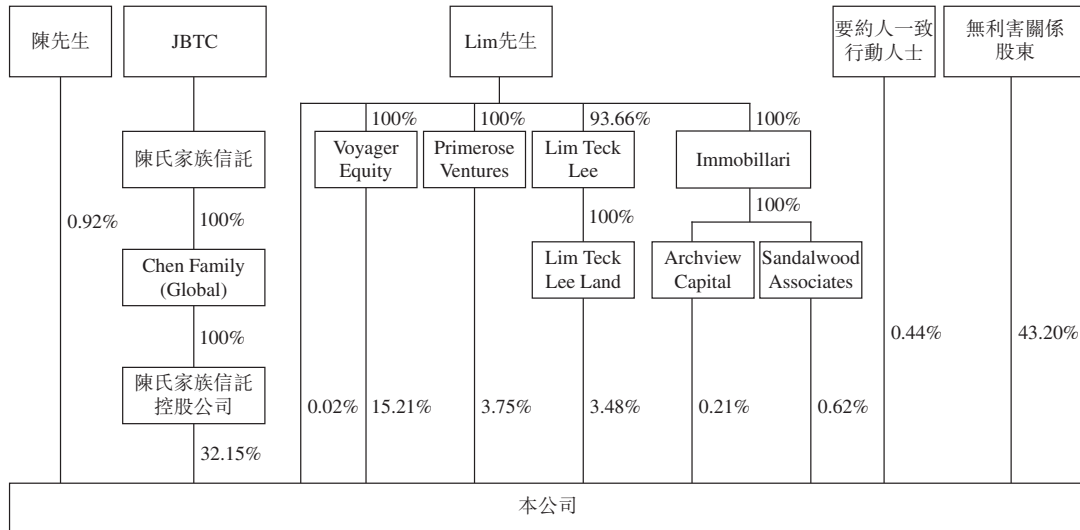 陳先生
JBTC
Lim先生
要約人一致
行動人士
無利害關係
股東
100%
100%
93.66%
100%
陳氏家族信託
Voyager
Equity
Primerose
Ventures
Lim Teck
Lee
Immobillari
0.92%
100%
100%
100%
Chen Family
(Global)
Lim Teck
Lee Land
Archview
Capital
Sandalwood
Associates
100%
0.44%
43.20%
陳氏家族信託
控股公司
0.02%
15.21%
3.75%
3.48%
0.21%
0.62%
32.15%
本公司